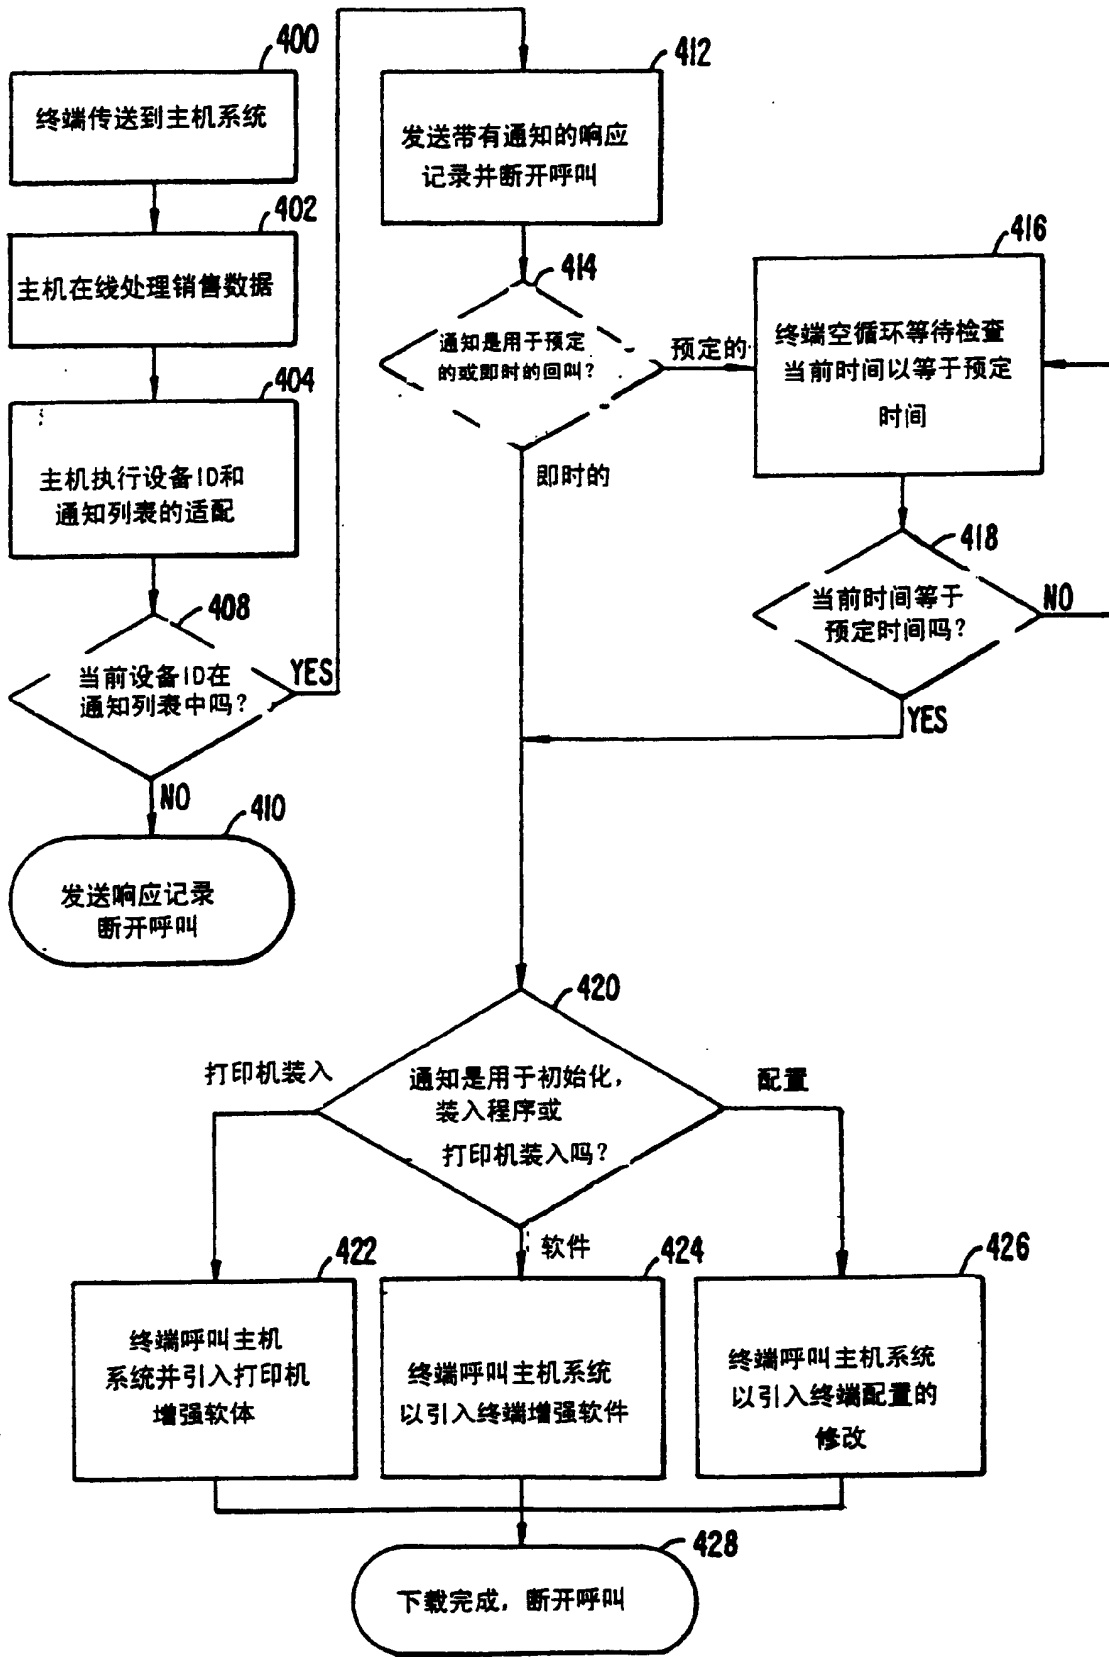 400
终端传送到主机系统
402
主机在线处理销售数据
404
主机执行设备ID和
通知列表的适配
408
当前设备ID在
通知列表中吗?
YES
NO
410
发送响应记录
断开呼叫
412
发送带有通知的响应
记录并断开呼叫
414
通知是用于预定
的或即时的回叫?
预定的
即时的
416
终端空循环等待检查
当前时间以等于预定
时间
418
当前时间等于
预定时间吗?
NO
YES
420
通知是用于初始化,
装入程序或
打印机装入吗?
打印机装入
软件
配置
422
终端呼叫主机
系统并引入打印机
增强软体
424
终端呼叫主机系统
以引入终端增强软件
426
终端呼叫主机系统
以引入终端配置的
修改
428
下载完成, 断开呼叫